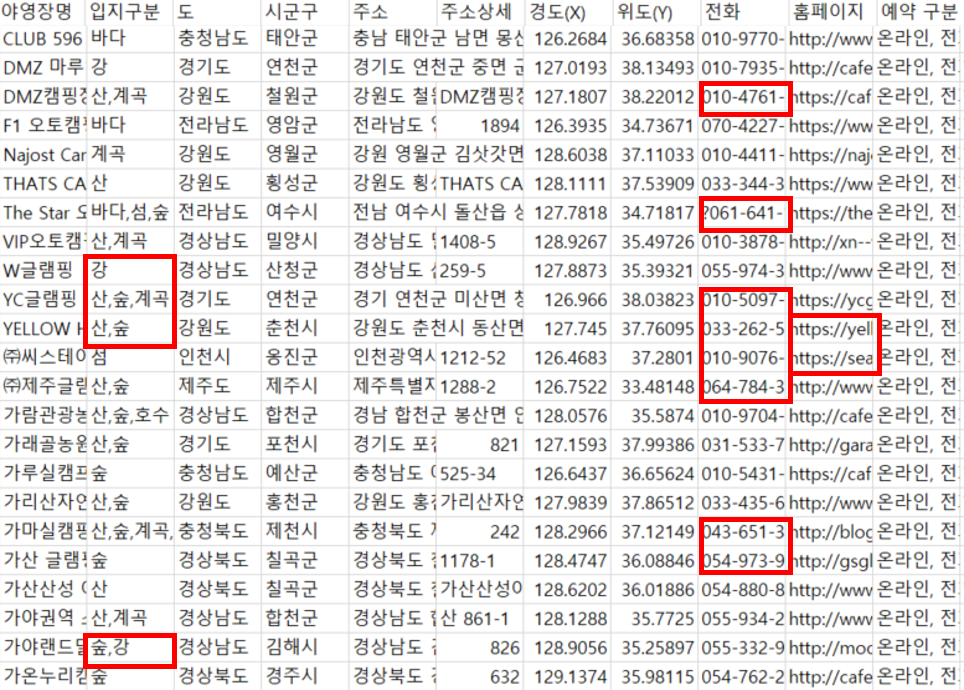 야영장명 입지구분 도 시군구 주소 주소상세 경도(X) 위도(Y) 전화 홈페이지 예약 구분
CLUB 596 바다 충청남도 태안군 충남 태안군 남면 몽산 126.2684 36.68358 010-9770- http://www 온라인, 전
DMZ 마루 강 경기도 연천군 경기도 연천군 중면 군 127.0193 38.13493 010-7935- http://cafe 온라인, 전
DMZ캠핑장 산,계곡 강원도 철원군 강원도 철원 DMZ캠핑장 127.1807 38.22012 010-4761- https://caf 온라인, 전
F1 오토캠핑 바다 전라남도 영암군 전라남도 영 1894 126.3935 34.73671 070-4227- https://ww 온라인, 전
Najost Car 계곡 강원도 영월군 강원 영월군 김삿갓면 128.6038 37.11033 010-4411- https://najo 온라인, 전
THATS CA 산 강원도 횡성군 강원도 횡성 THATS CA 128.1111 37.53909 033-344-3 https://ww 온라인, 전
The Star 오 바다,섬,숲 전라남도 여수시 전남 여수시 돌산읍 상 127.7818 34.71817 ?061-641- https://the 온라인, 전
VIP오토캠핑 산,계곡 경상남도 밀양시 경상남도 밀 1408-5 128.9267 35.49726 010-3878- http://xn-- 온라인, 전
W글램핑 강 경상남도 산청군 경상남도 산 259-5 127.8873 35.39321 055-974-3 http://www 온라인, 전
YC글램핑 산,숲,계곡 경기도 연천군 경기 연천군 미산면 청 126.966 38.03823 010-5097- https://ycg 온라인, 전
YELLOW H 산,숲 강원도 춘천시 강원도 춘천시 동산면 127.745 37.76095 033-262-5 https://yell 온라인, 전
㈜씨스테이 섬 인천시 옹진군 인천광역시 1212-52 126.4683 37.2801 010-9076- https://sea 온라인, 전
㈜제주글램 산,숲 제주도 제주시 제주특별자 1288-2 126.7522 33.48148 064-784-3 http://www 온라인, 전
가람관광농 산,숲,호수 경상남도 합천군 경남 합천군 봉산면 128.0576 35.5874 010-9704- http://cafe 온라인, 전
가래골농원 산,숲 경기도 포천시 경기도 포천 821 127.1593 37.99386 031-533-7 http://gara 온라인, 전
가루실캠프 숲 충청남도 예산군 충청남도 예 525-34 126.6437 36.65624 010-5431- https://caf 온라인, 전
가리산자연 산,숲 강원도 홍천군 강원도 홍천 가리산자연 127.9839 37.86512 033-435-6 http://www 온라인, 전
가마실캠핑 산,숲,계곡, 충청북도 제천시 충청북도 제 242 128.2966 37.12149 043-651-3 http://blog 온라인, 전
가산 글램핑 숲 경상북도 칠곡군 경상북도 칠 1178-1 128.4747 36.08846 054-973-9 http://gsgl 온라인, 전
가산산성 야 산 경상북도 칠곡군 경상북도 칠 가산산성야 128.6202 36.01886 054-880-8 http://www 온라인, 전
가야권역 산,계곡 경상남도 합천군 경상남도 합 산 861-1 128.1288 35.7725 055-934-2 http://www 온라인, 전
가야랜드밀 숲,강 경상남도 김해시 경상남도 김 826 128.9056 35.25897 055-332-9 http://moo 온라인, 전
가온누리캠 숲 경상북도 경주시 경상북도 경 632 129.1374 35.98115 054-762-2 http://www 온라인, 전